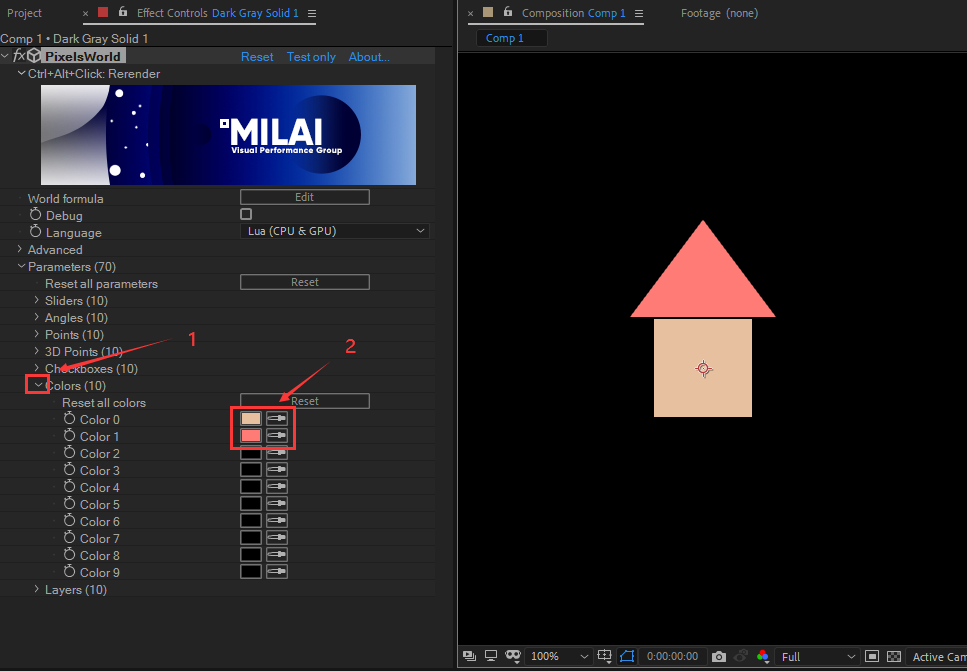 Project
× Effect Controls Dark Gray Solid 1
× Composition Comp 1
Footage (none)
Comp 1 • Dark Gray Solid 1
Comp 1
fx PixelsWorld Reset Test only About...
Ctrl+Alt+Click: Rerender
MILAI
Visual Performance Group
World formula Edit
Debug
Language Lua (CPU & GPU)
Advanced
Parameters (70)
Reset all parameters Reset
Sliders (10)
Angles (10)
Points (10)
1
3D Points (10)
2
Checkboxes (10)
Colors (10)
Reset all colors Reset
Color 0
Color 1
Color 2
Color 3
Color 4
Color 5
Color 6
Color 7
Color 8
Color 9
Layers (10)
100% 0:00:00:00 Full Active Cam